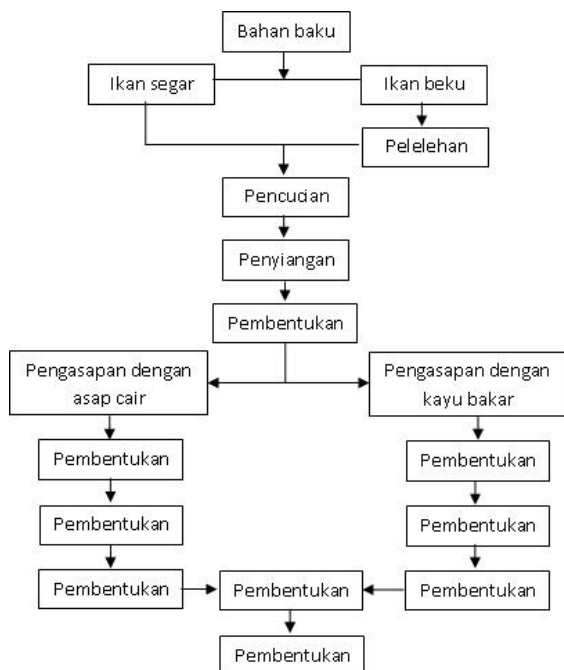 Bahan baku
Ikan segar
Ikan beku
Pelelehan
Pencucian
Penyiangan
Pembentukan
Pengasapan dengan
asap cair
Pengasapan dengan
kayu bakar
Pembentukan
Pembentukan
Pembentukan
Pembentukan
Pembentukan
Pembentukan
Pembentukan
Pembentukan